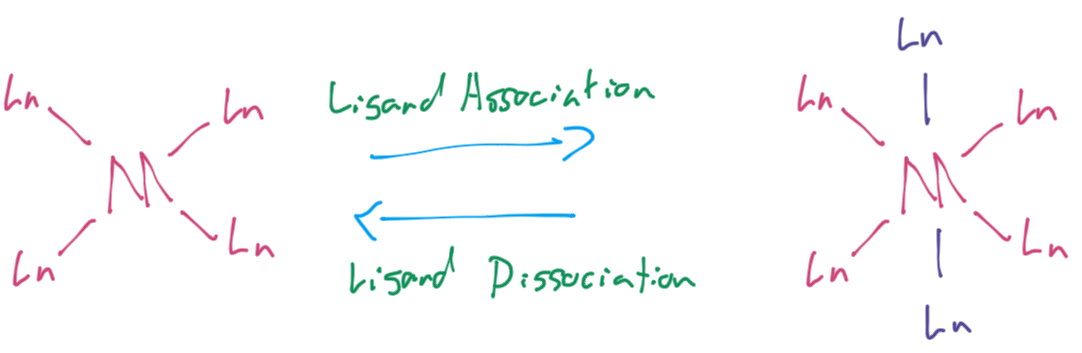 Ln
Ln Ln Ligand Association Ln Ln
M M
Ln Ln Ln Ln
Ligand Dissociation
Ln